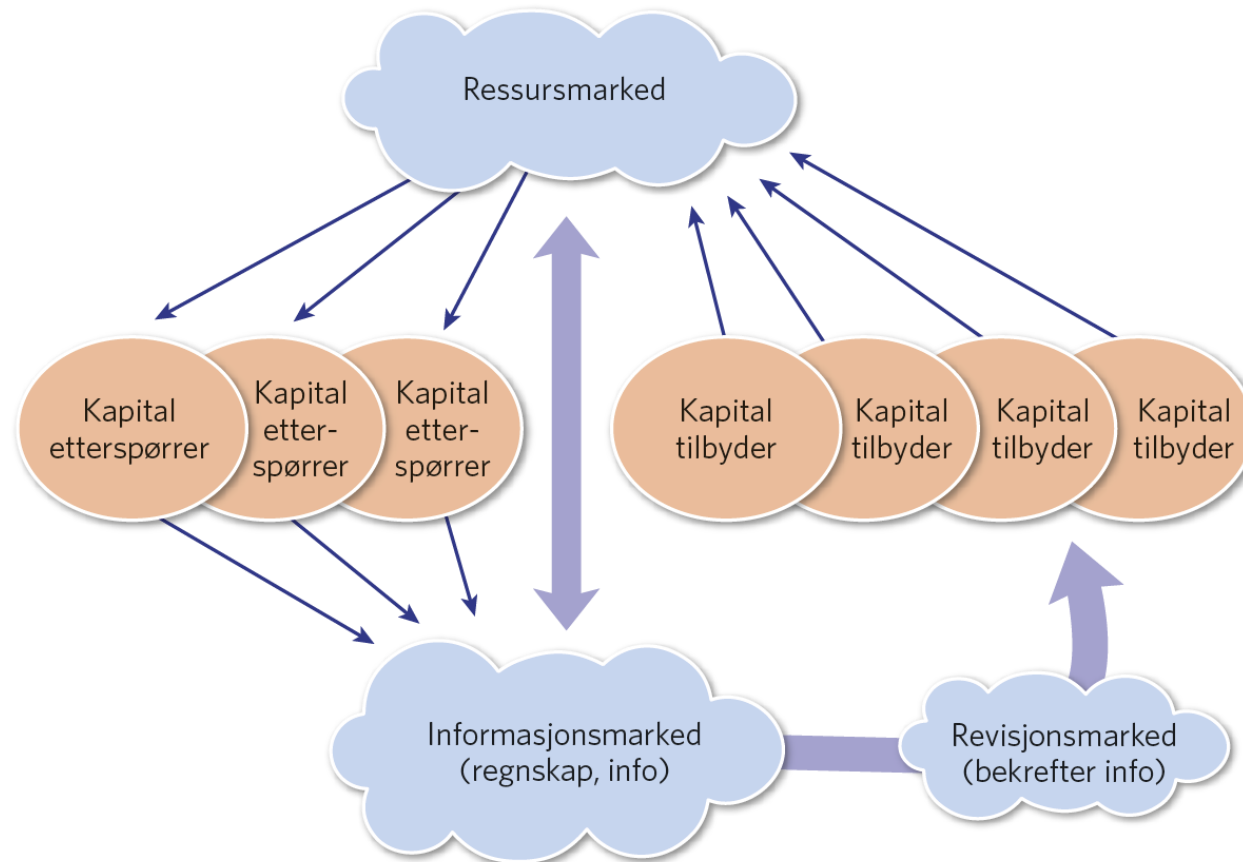 Ressursmarked
Kapital
etterspørrer
Kapital
etter-
spørrer
Kapital
etter-
spørrer
Kapital
tilbyder
Kapital
tilbyder
Kapital
tilbyder
Kapital
tilbyder
Informasjonsmarked
(regnskap, info)
Revisjonsmarked
(bekrefter info)